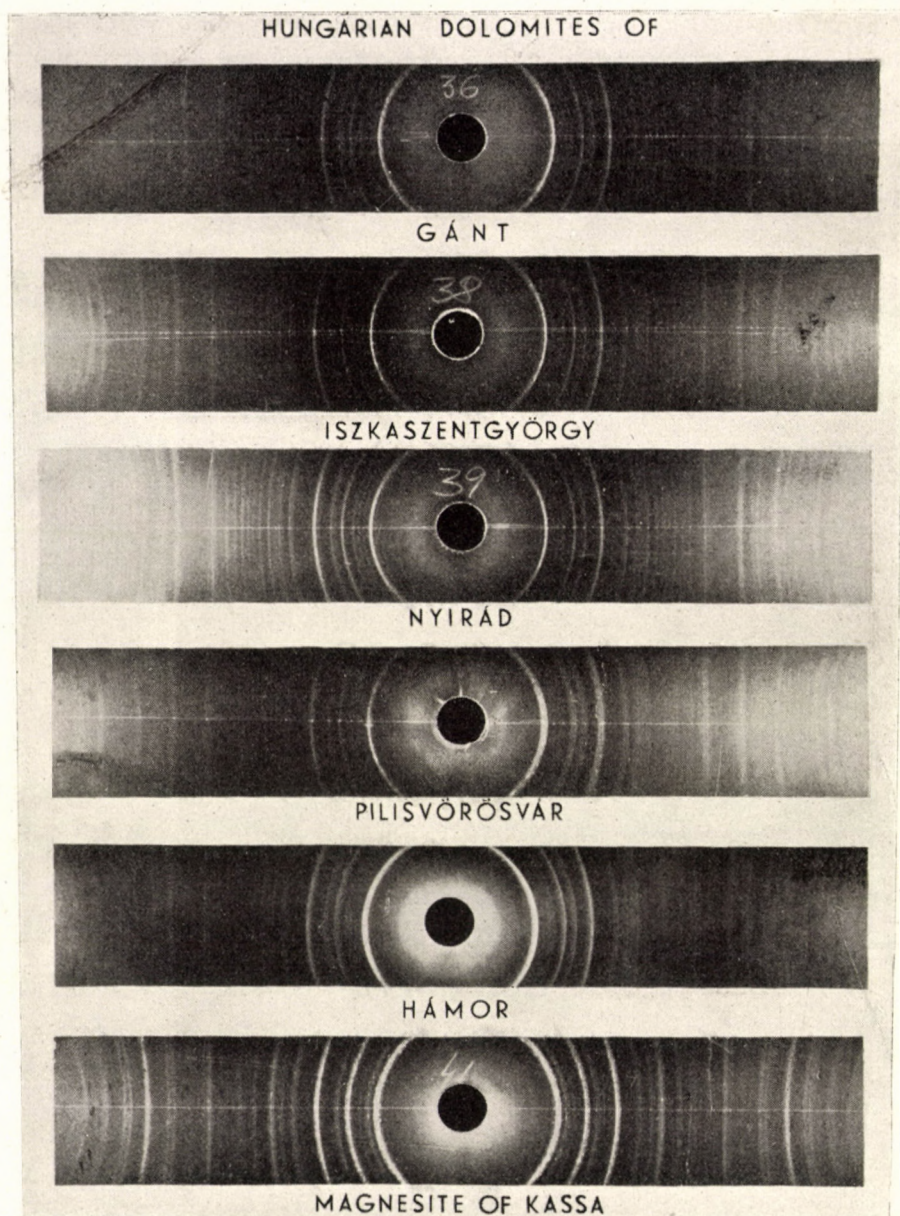 HUNGARIAN DOLOMITES OF
36
GÁNT
38
ISZKASZENTGYÖRGY
39
NYIRÁD
PILISVÖRÖSVÁR
HÁMOR
41
MAGNESITE OF KASSA